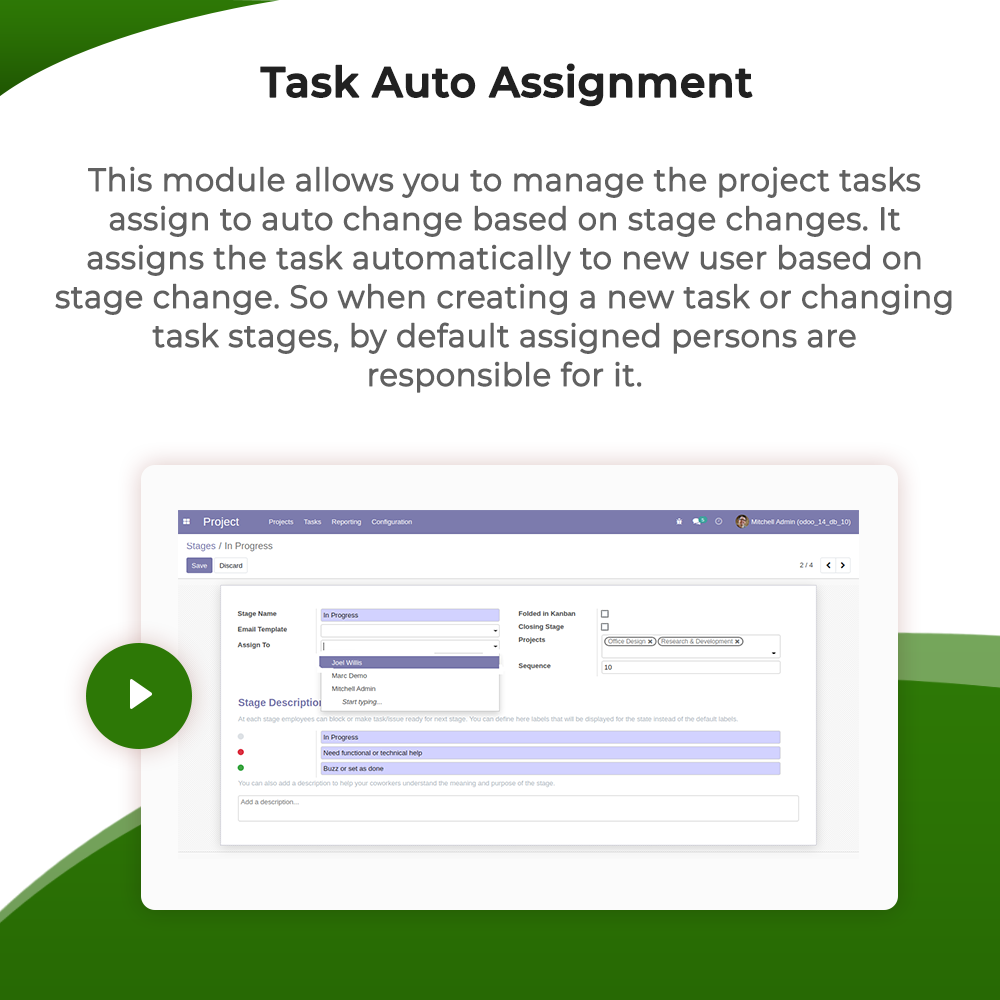 Task Auto Assignment
This module allows you to manage the project tasks
assign to auto change based on stage changes. It
assigns the task automatically to new user based on
stage change. So when creating a new task or changing
task stages, by default assigned persons are
responsible for it.
Project Projects Tasks Reporting Configuration 5 Mitchell Admin (odoo_14_db_10)
Stages / In Progress
Save Discard 2 / 4
Stage Name In Progress Folded in Kanban
Email Template Closing Stage
Assign To Projects Office Design Research & Development
Joel Willis Sequence 10
Marc Demo
Mitchell Admin
Start typing...
Stage Description
At each stage employees can block or make task/issue ready for next stage. You can define here labels that will be displayed for the state instead of the default labels.
In Progress
Need functional or technical help
Buzz or set as done
You can also add a description to help your coworkers understand the meaning and purpose of the stage.
Add a description...